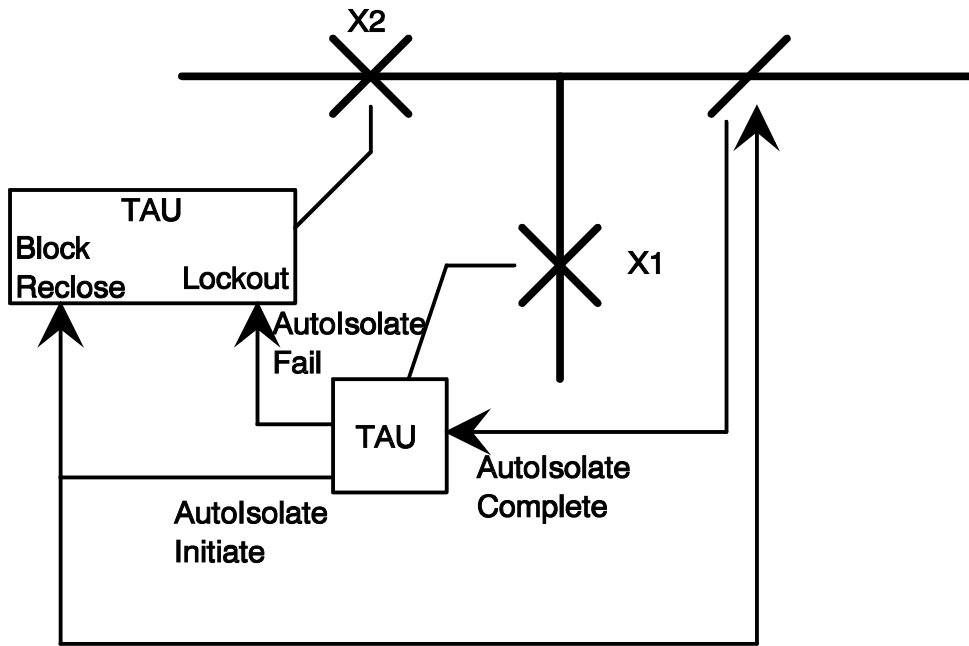 X2
TAU
Block
Reclose
Lockout
X1
AutoIsolate
Fail
TAU
AutoIsolate
Complete
AutoIsolate
Initiate